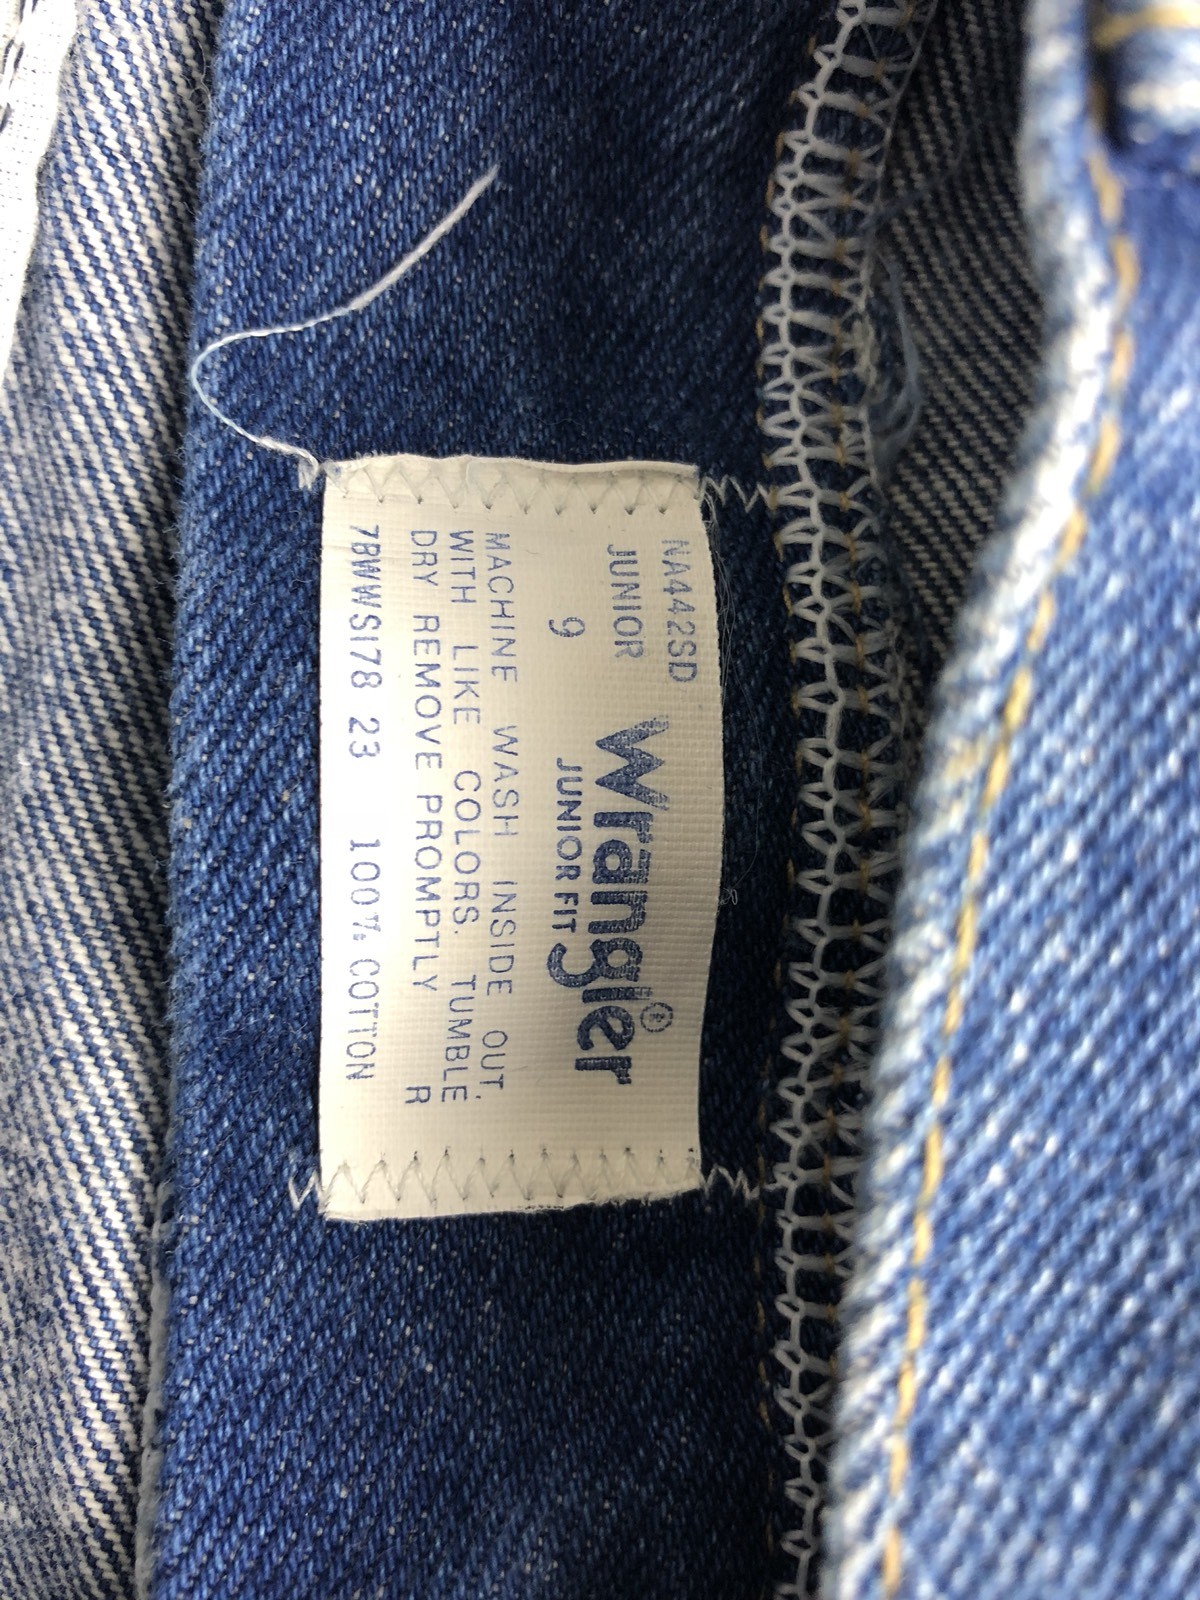 NA442SD
JUNIOR
9
Wrangler®
JUNIOR FIT
MACHINE WASH INSIDE OUT.
WITH LIKE COLORS. TUMBLE
DRY REMOVE PROMPTLY R
7BWWS178 23 100% COTTON